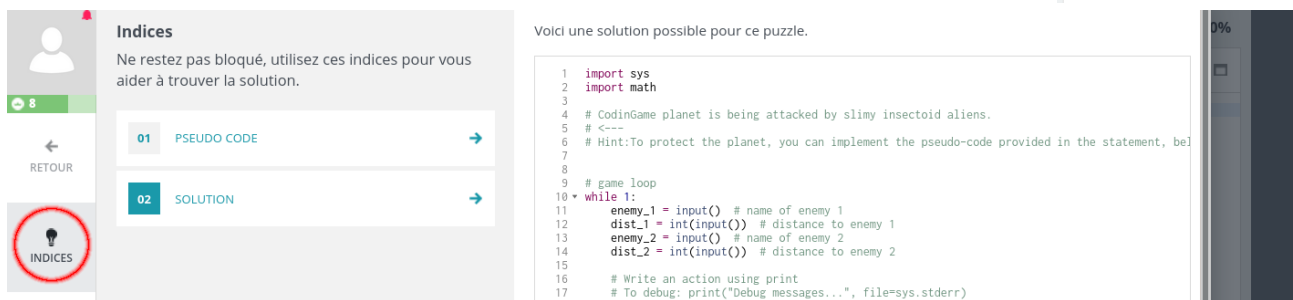 8
RETOUR
INDICES
Indices
Ne restez pas bloqué, utilisez ces indices pour vous
aider à trouver la solution.
01 PSEUDO CODE
02 SOLUTION
Voici une solution possible pour ce puzzle.
1 import sys
2 import math
3
4 # CodinGame planet is being attacked by slimy insectoid aliens.
5 # <---
6 # Hint:To protect the planet, you can implement the pseudo-code provided in the statement, bel
7
8
9 # game loop
10 while 1:
11 enemy_1 = input()  # name of enemy 1
12 dist_1 = int(input())  # distance to enemy 1
13 enemy_2 = input()  # name of enemy 2
14 dist_2 = int(input())  # distance to enemy 2
15
16 # Write an action using print
17 # To debug: print("Debug messages...", file=sys.stderr)
0%